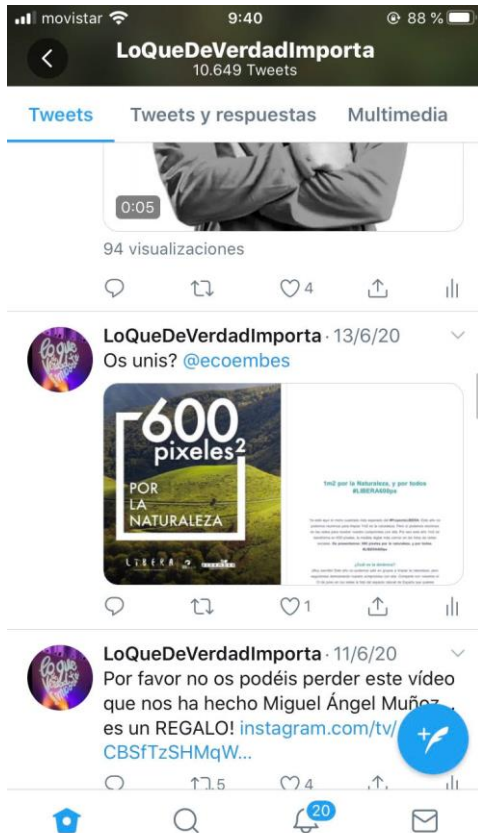 movistar 9:40 88 %
LoQueDeVerdadImporta
10.649 Tweets
Tweets Tweets y respuestas Multimedia
0:05
94 visualizaciones
4
LoQueDeVerdadImporta · 13/6/20
Os unis? @ecoembes
600
pixeles2
POR
LA
NATURALEZA
LIBERA
1m2 por la Naturaleza, y por todos
#LIBERA600px
1
LoQueDeVerdadImporta · 11/6/20
Por favor no os podéis perder este vídeo
que nos ha hecho Miguel Ángel Muñoz...
es un REGALO! instagram.com/tv/
CBSfTzSHMqW...
5 4
20